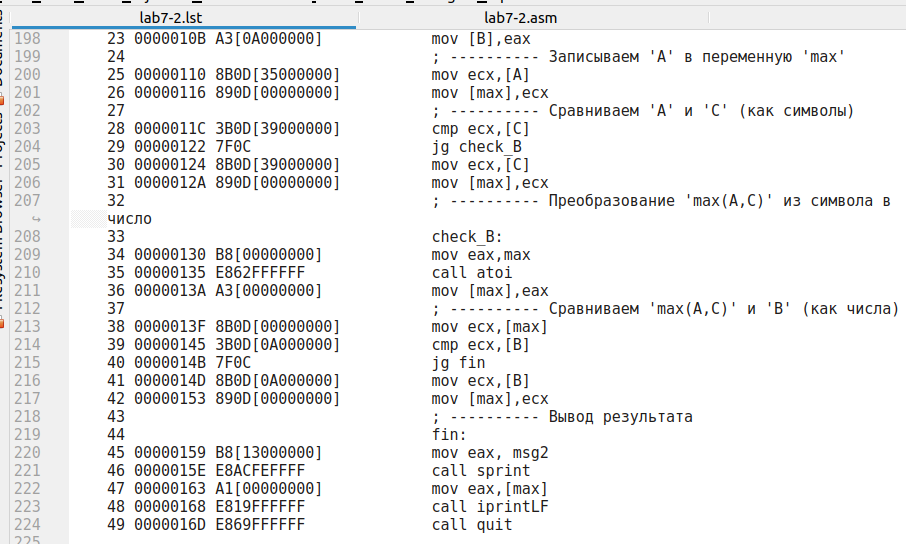 lab7-2.lst lab7-2.asm
198 23 0000010B A3[0A000000] mov [B],eax
199 24 ; ---------- Записываем 'A' в переменную 'max'
200 25 00000110 8B0D[35000000] mov ecx,[A]
201 26 00000116 890D[00000000] mov [max],ecx
202 27 ; ---------- Сравниваем 'A' и 'С' (как символы)
203 28 0000011C 3B0D[39000000] cmp ecx,[C]
204 29 00000122 7F0C jg check_B
205 30 00000124 8B0D[39000000] mov ecx,[C]
206 31 0000012A 890D[00000000] mov [max],ecx
207 32 ; ---------- Преобразование 'max(A,C)' из символа в
↪ число
208 33 check_B:
209 34 00000130 B8[00000000] mov eax,max
210 35 00000135 E862FFFFFF call atoi
211 36 0000013A A3[00000000] mov [max],eax
212 37 ; ---------- Сравниваем 'max(A,C)' и 'B' (как числа)
213 38 0000013F 8B0D[00000000] mov ecx,[max]
214 39 00000145 3B0D[0A000000] cmp ecx,[B]
215 40 0000014B 7F0C jg fin
216 41 0000014D 8B0D[0A000000] mov ecx,[B]
217 42 00000153 890D[00000000] mov [max],ecx
218 43 ; ---------- Вывод результата
219 44 fin:
220 45 00000159 B8[13000000] mov eax, msg2
221 46 0000015E E8ACFEFFFF call sprint
222 47 00000163 A1[00000000] mov eax,[max]
223 48 00000168 E819FFFFFF call iprintLF
224 49 0000016D E869FFFFFF call quit
225